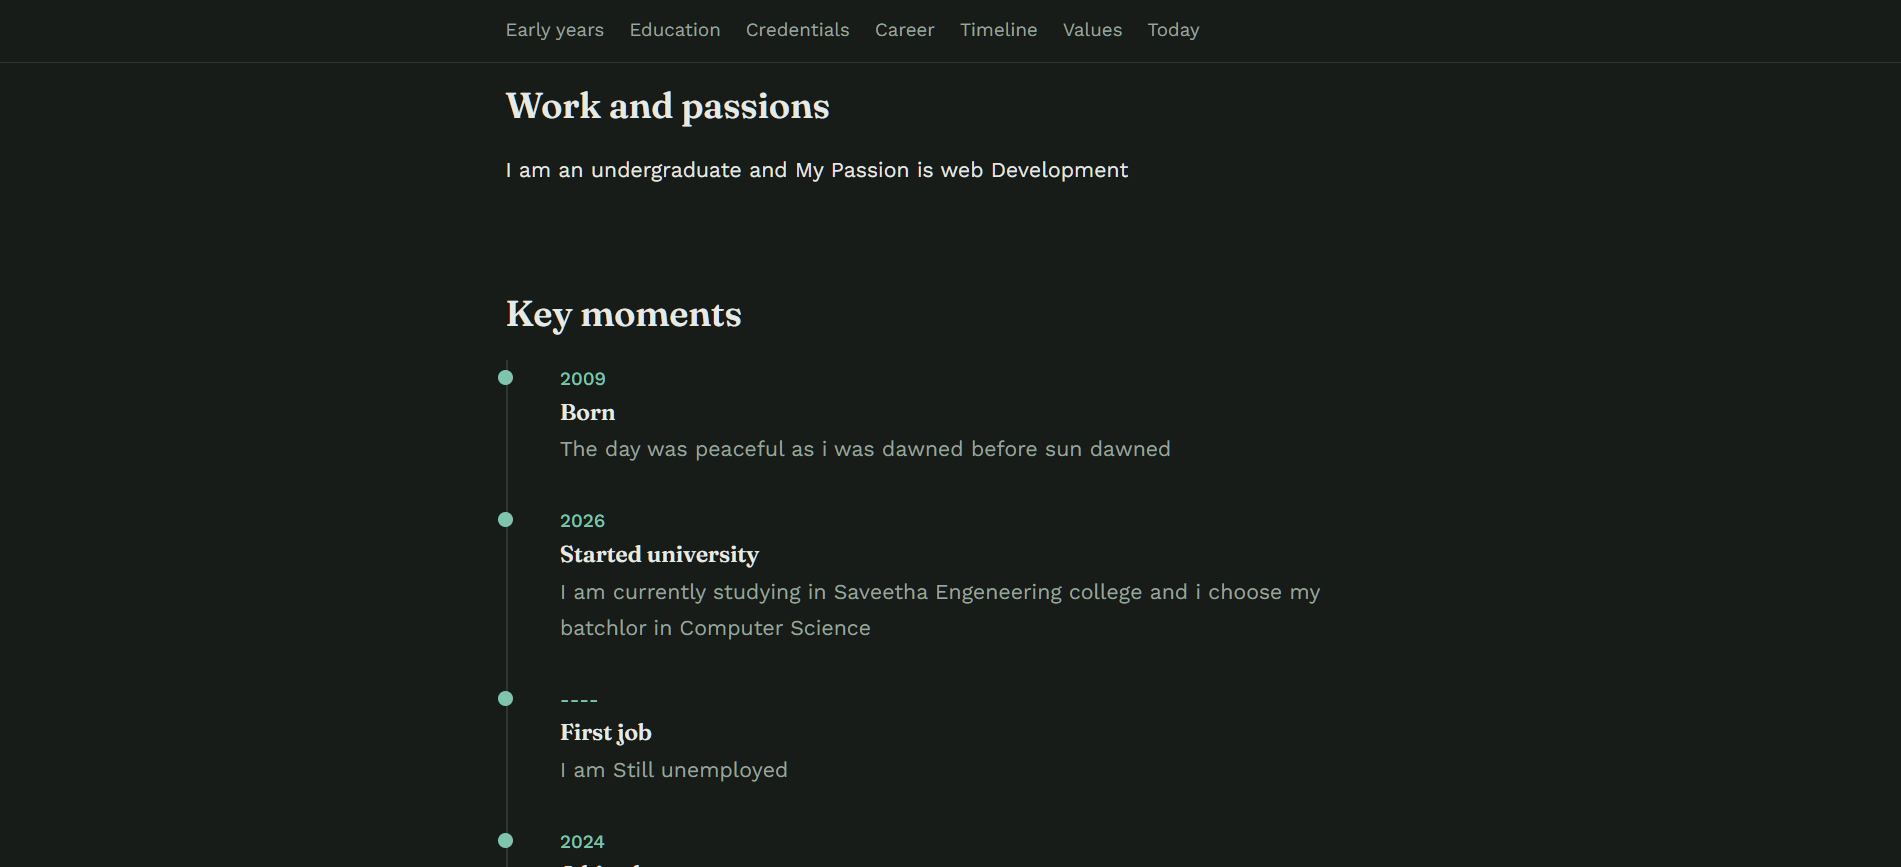 Early years Education Credentials Career Timeline Values Today
Work and passions
I am an undergraduate and My Passion is web Development
Key moments
2009
Born
The day was peaceful as i was dawned before sun dawned
2026
Started university
I am currently studying in Saveetha Engeneering college and i choose my
batchlor in Computer Science
----
First job
I am Still unemployed
2024